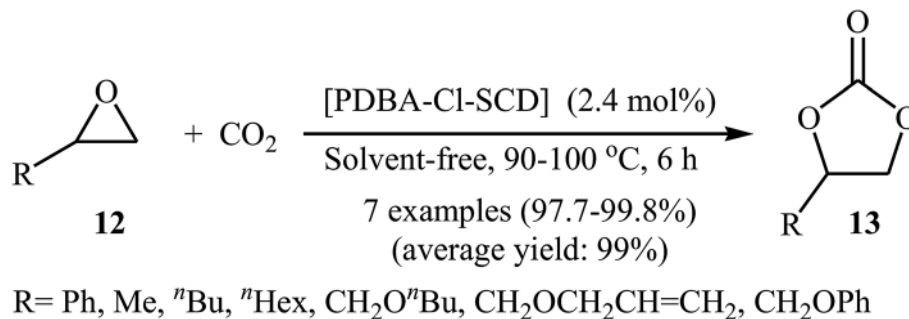 O
O
[PDBA-Cl-SCD] (2.4 mol%)
R
+ CO₂
O
O
Solvent-free, 90-100 °C, 6 h
12
7 examples (97.7-99.8%)
R
13
(average yield: 99%)
R= Ph, Me, ⁿBu, ⁿHex, CH₂OⁿBu, CH₂OCH₂CH=CH₂, CH₂OPh